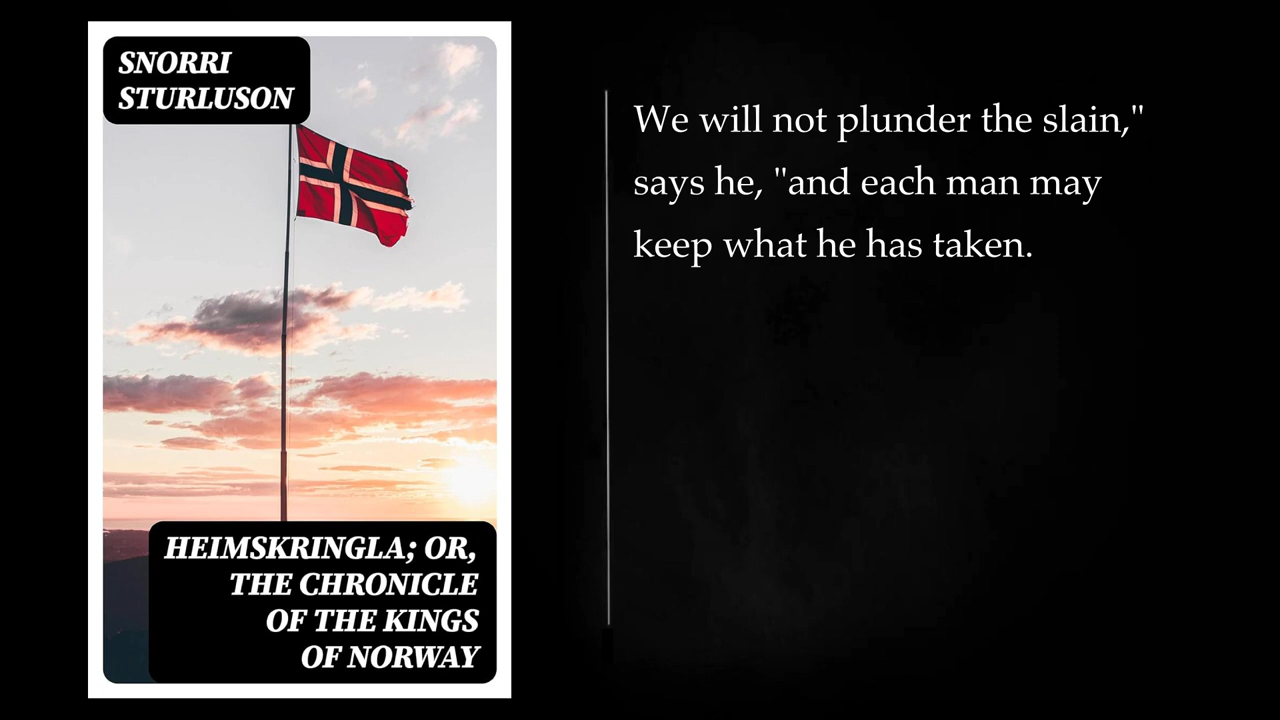 SNORRI
STURLUSON
HEIMSKRINGLA; OR,
THE CHRONICLE
OF THE KINGS
OF NORWAY
We will not plunder the slain,"
says he, "and each man may
keep what he has taken.